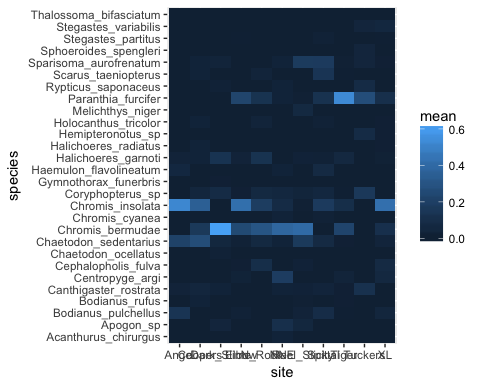 Thalossoma_bifasciatum
Stegastes_variabilis
Stegastes_partitus
Sphoeroides_spengleri
Sparisoma_aurofrenatum
Scarus_taeniopterus
Rypticus_saponaceus
Paranthia_furcifer
Melichthys_niger
Holocanthus_tricolor
Hemipteronotus_sp
Halichoeres_radiatus
Halichoeres_garnoti
Haemulon_flavolineatum
Gymnothorax_funerbris
Coryphopterus_sp
Chromis_insolata
Chromis_cyanea
Chromis_bermudae
Chaetodon_sedentarius
Chaetodon_ocellatus
Cephalopholis_fulva
Centropyge_argi
Canthigaster_rostrata
Bodianus_rufus
Bodianus_pulchellus
Apogon_sp
Acanthurus_chirurgus
species
XL
site
mean
0.6
0.4
0.2
0.0